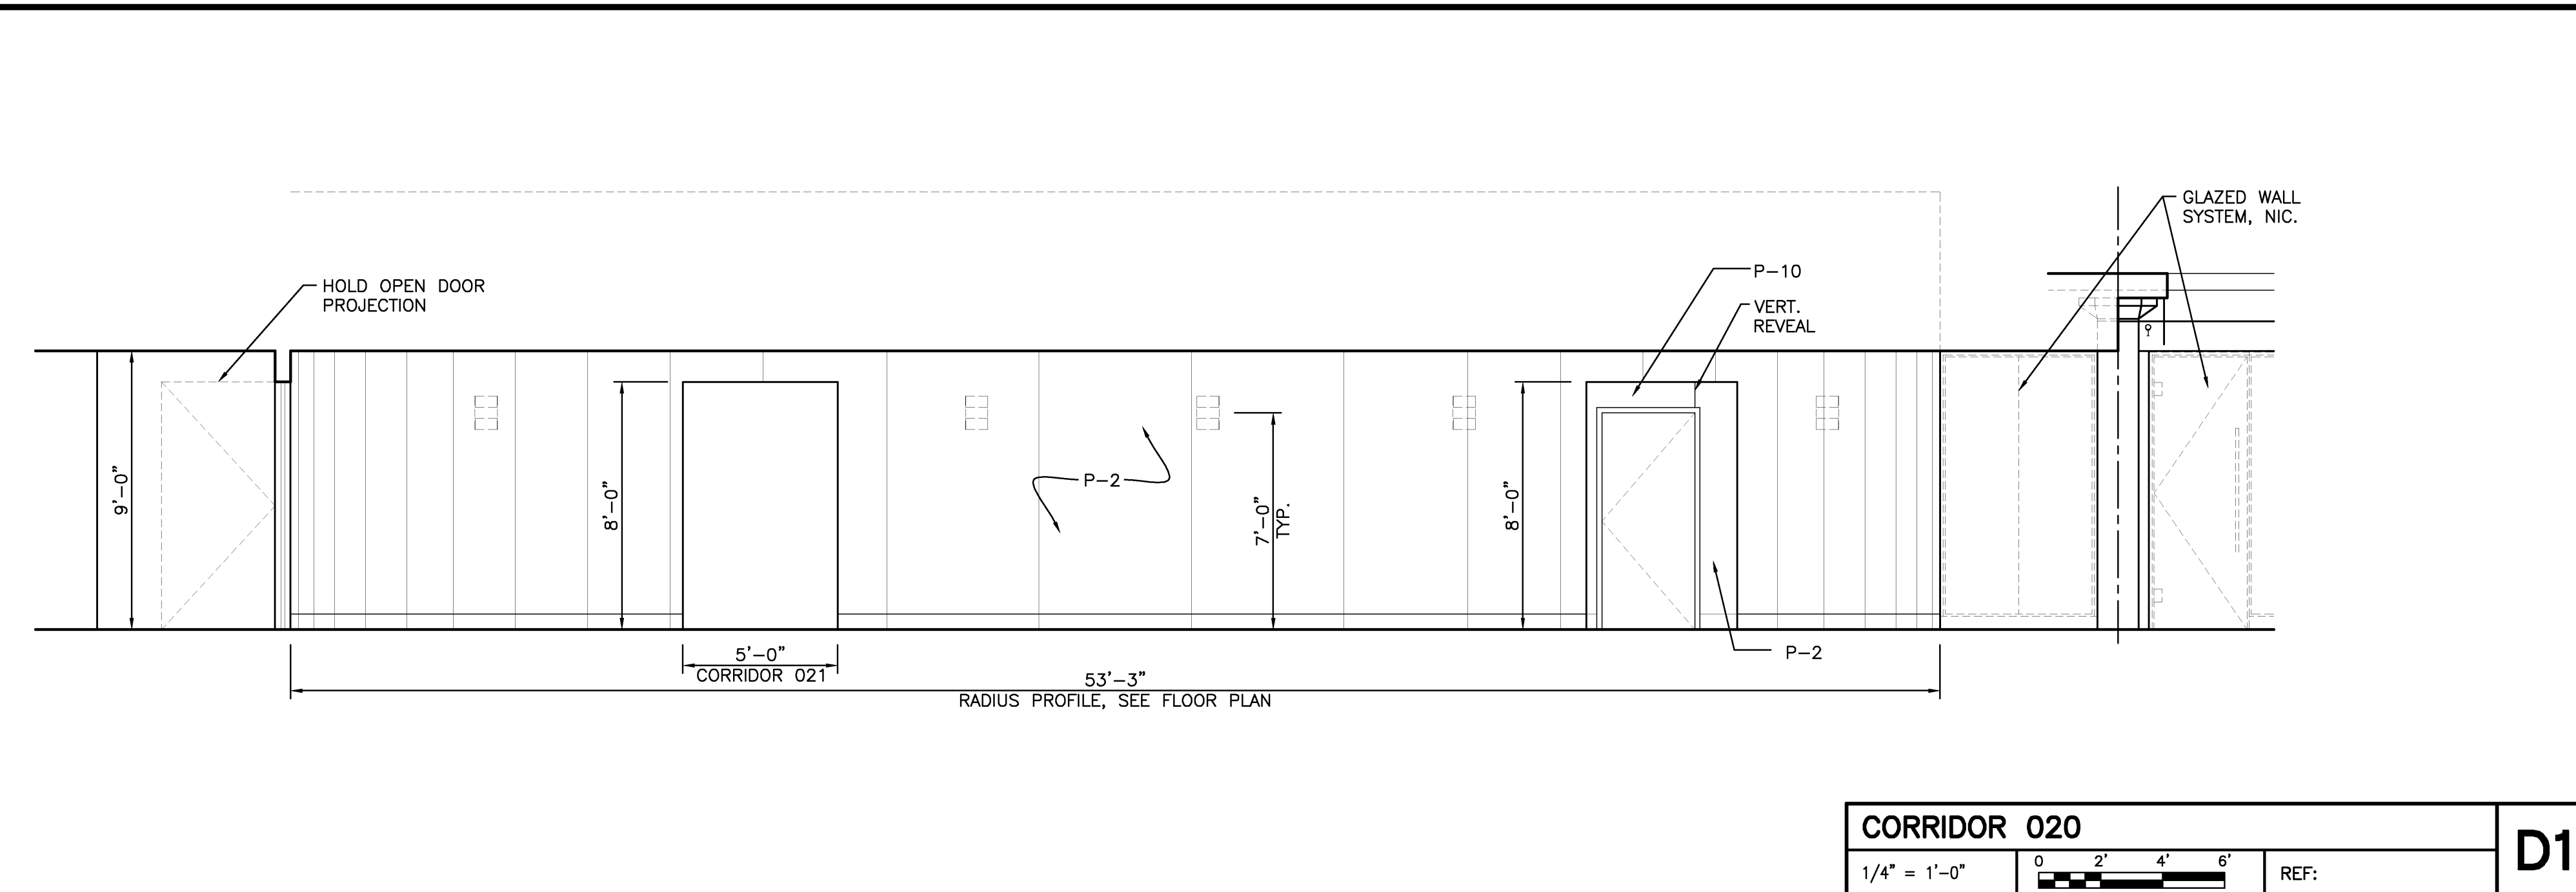 GLAZED WALL
SYSTEM, NIC.
P-10
HOLD OPEN DOOR
PROJECTION
VERT.
REVEAL
9'-0"
8'-0"
P-2
7'-0"
TYP.
8'-0"
5'-0"
CORRIDOR 021
P-2
53'-3"
RADIUS PROFILE, SEE FLOOR PLAN
CORRIDOR 020
D1
1/4" = 1'-0"
0 2' 4' 6'
REF: